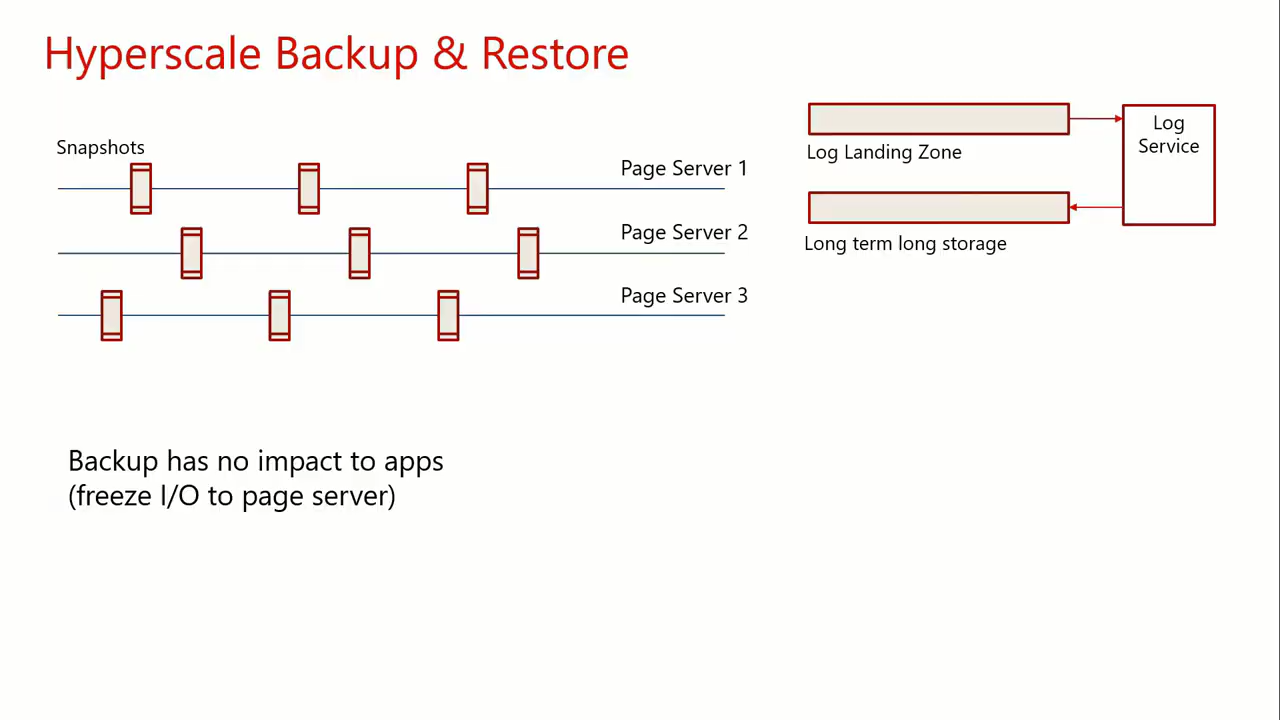 Hyperscale Backup & Restore
Snapshots
Page Server 1
Page Server 2
Page Server 3
Log Landing Zone
Long term long storage
Log
Service
Backup has no impact to apps
(freeze I/O to page server)